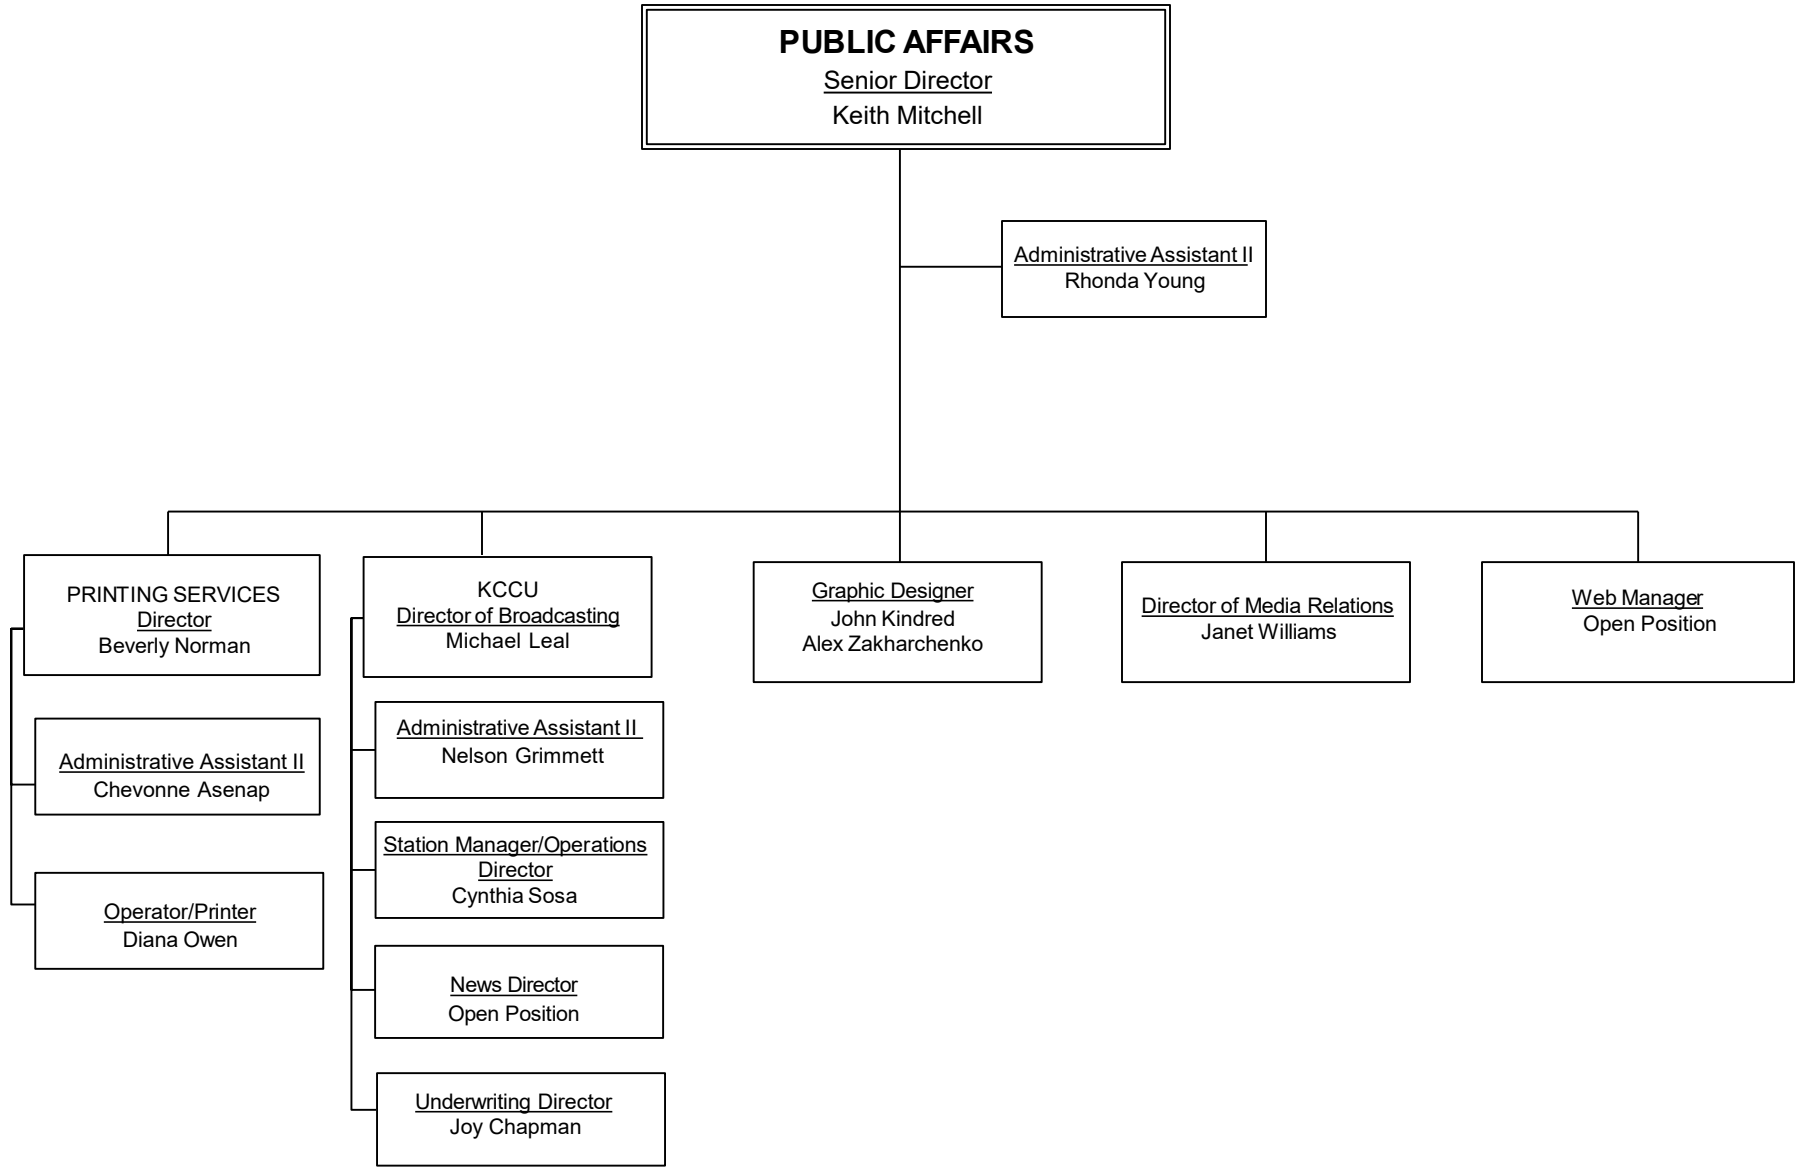 PUBLIC AFFAIRS
Senior Director
Keith Mitchell
Administrative Assistant II
Rhonda Young
PRINTING SERVICES
Director
Beverly Norman
Administrative Assistant II
Chevonne Asenap
Operator/Printer
Diana Owen
KCCU
Director of Broadcasting
Michael Leal
Administrative Assistant II
Nelson Grimmett
Station Manager/Operations
Director
Cynthia Sosa
News Director
Open Position
Underwriting Director
Joy Chapman
Graphic Designer
John Kindred
Alex Zakharchenko
Director of Media Relations
Janet Williams
Web Manager
Open Position